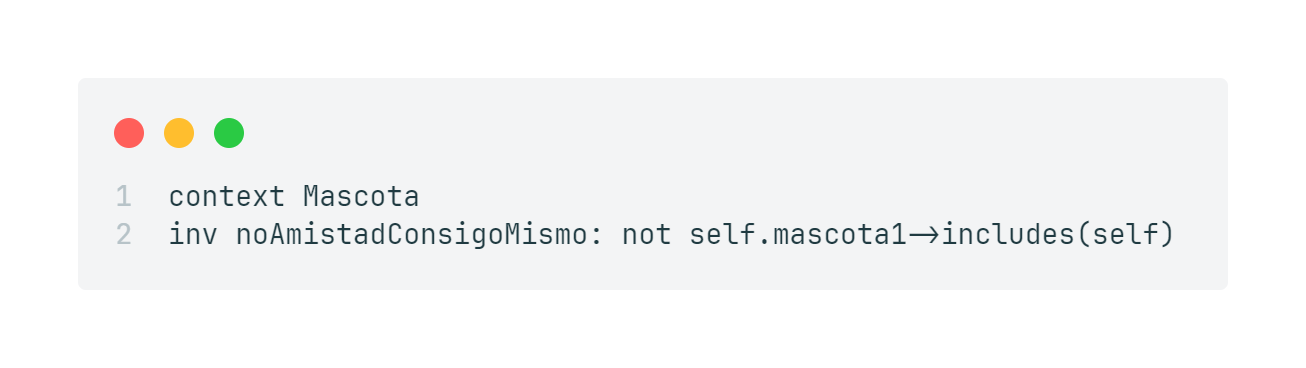 1 context Mascota
2 inv noAmistadConsigoMismo: not self.mascota1->includes(self)